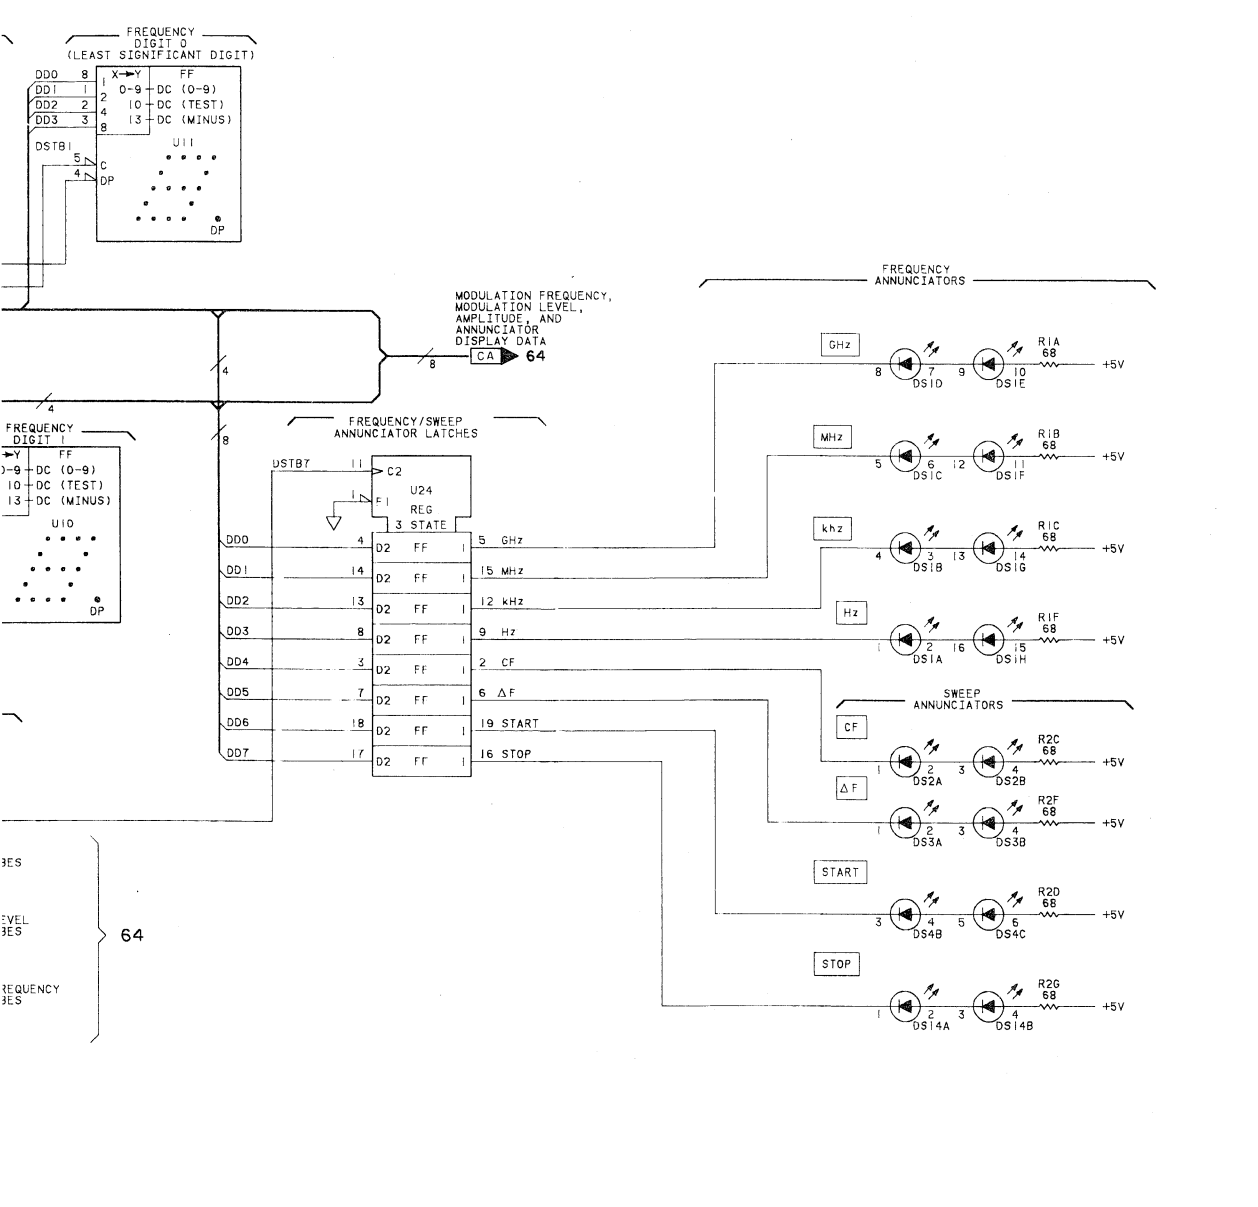 FREQUENCY
DIGIT 0
(LEAST SIGNIFICANT DIGIT)
DD0 8
DD1 1
DD2 2
DD3 3
1
2
4
8
X→Y FF
0-9 DC (0-9)
10 DC (TEST)
13 DC (MINUS)
U11
DSTB1
5 C
4 DP
DP
MODULATION FREQUENCY,
MODULATION LEVEL,
AMPLITUDE, AND
ANNUNCIATOR
DISPLAY DATA
CA 64
4
8
4
8
FREQUENCY
DIGIT 1
→Y FF
)-9 DC (0-9)
10 DC (TEST)
13 DC (MINUS)
U10
DP
FREQUENCY/SWEEP
ANNUNCIATOR LATCHES
DSTB7 11 C2
1 F1
U24
REG
3 STATE
DD0 4 D2 FF 1 5 GHz
DD1 14 D2 FF 1 15 MHz
DD2 13 D2 FF 1 12 kHz
DD3 8 D2 FF 1 9 Hz
DD4 3 D2 FF 1 2 CF
DD5 7 D2 FF 1 6 ΔF
DD6 18 D2 FF 1 19 START
DD7 17 D2 FF 1 16 STOP
FREQUENCY
ANNUNCIATORS
GHz
R1A
68
8 7 9 10 +5V
DS1D DS1E
MHz
R1B
68
5 6 12 11 +5V
DS1C DS1F
khz
R1C
68
4 3 13 14 +5V
DS1B DS1G
Hz
R1F
68
1 2 16 15 +5V
DS1A DS1H
SWEEP
ANNUNCIATORS
CF
R2C
68
1 2 3 4 +5V
DS2A DS2B
ΔF
R2F
68
1 2 3 4 +5V
DS3A DS3B
START
R2D
68
3 4 5 6 +5V
DS4B DS4C
STOP
R2G
68
1 2 3 4 +5V
DS14A DS14B
BES
EVEL
BES
REQUENCY
BES
64